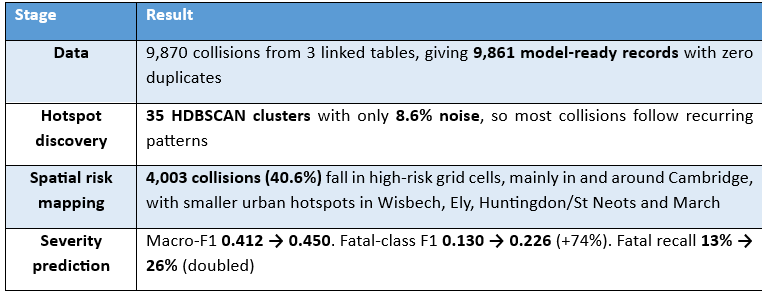 Stage Result
Data 9,870 collisions from 3 linked tables, giving 9,861 model-ready records with zero
duplicates
Hotspot 35 HDBSCAN clusters with only 8.6% noise, so most collisions follow recurring
discovery patterns
Spatial risk 4,003 collisions (40.6%) fall in high-risk grid cells, mainly in and around Cambridge,
mapping with smaller urban hotspots in Wisbech, Ely, Huntingdon/St Neots and March
Severity Macro-F1 0.412 → 0.450. Fatal-class F1 0.130 → 0.226 (+74%). Fatal recall 13% →
prediction 26% (doubled)